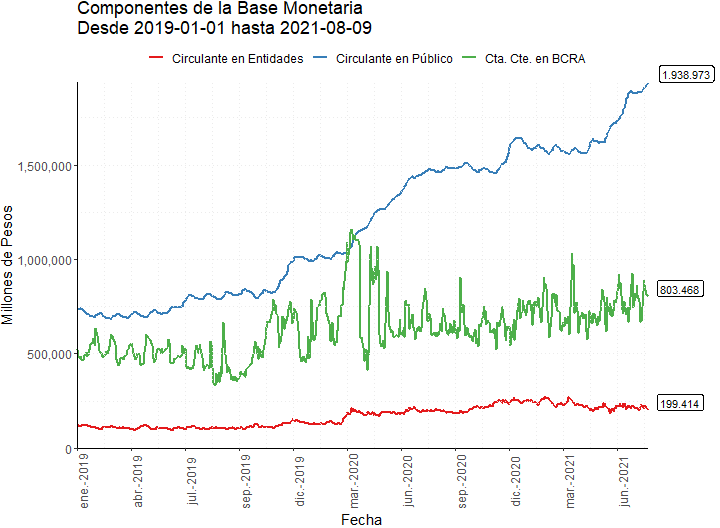 Componentes de la Base Monetaria
Desde 2019-01-01 hasta 2021-08-09
Circulante en Entidades
Circulante en Público
Cta. Cte. en BCRA
Millones de Pesos
1,500,000
1,000,000
500,000
0
1.938.973
803.468
199.414
ene.-2019
abr.-2019
jul.-2019
sep.-2019
dic.-2019
mar.-2020
jun.-2020
sep.-2020
dic.-2020
mar.-2021
jun.-2021
Fecha